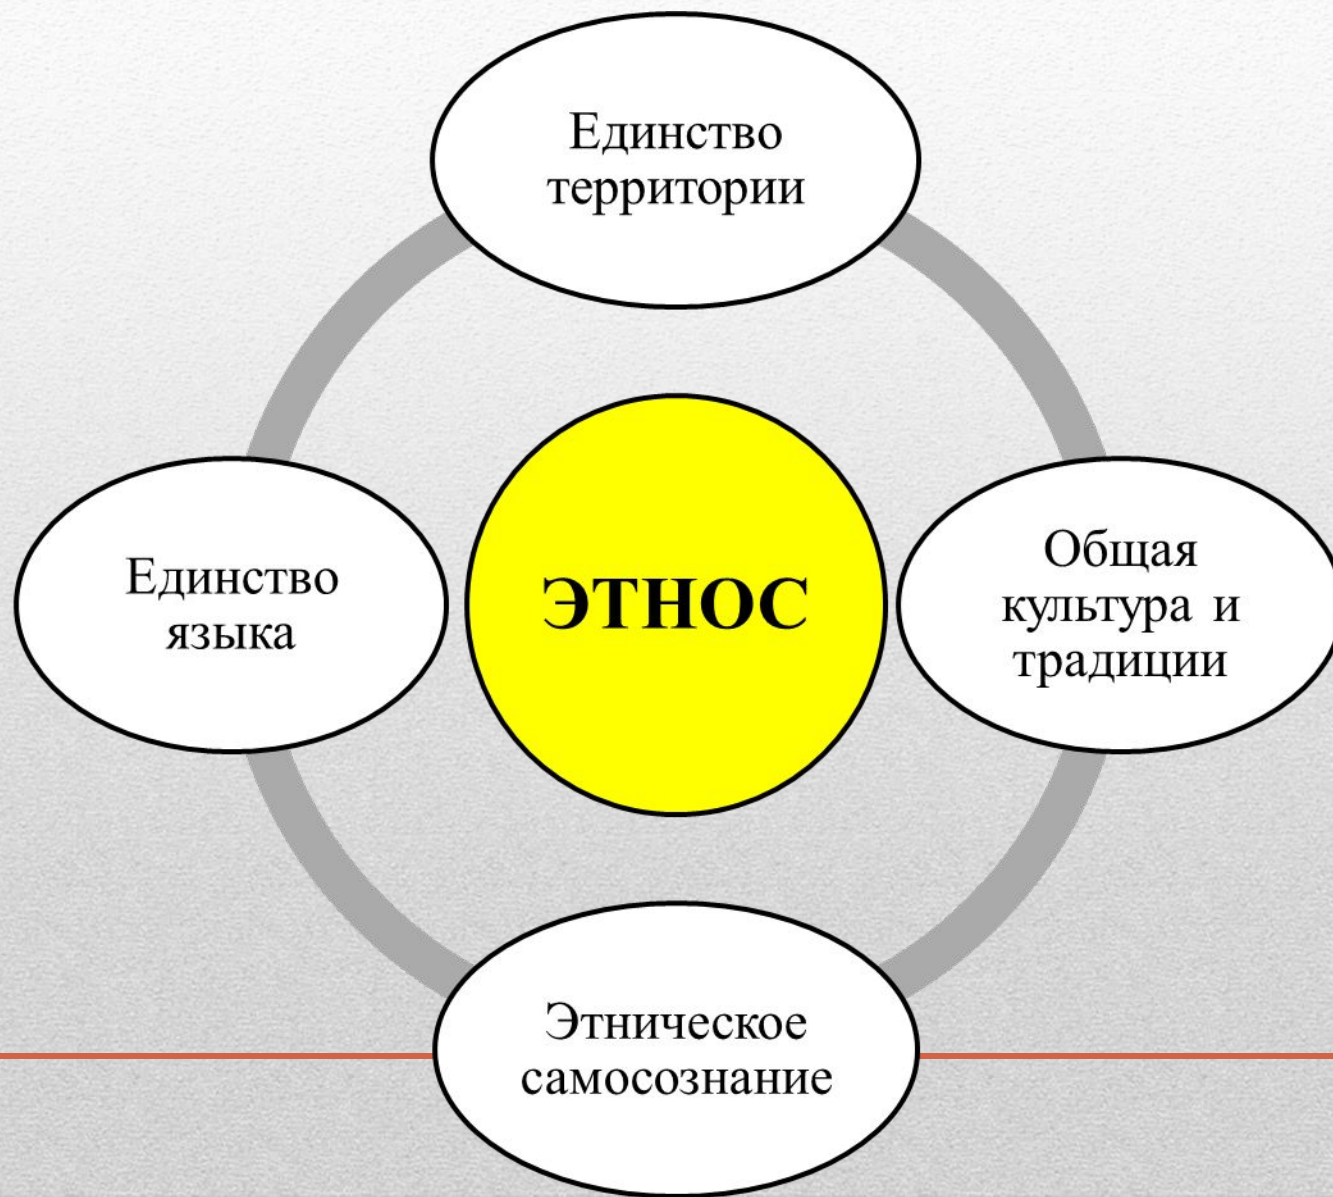 Единство
территории
Единство
языка
ЭТНОС
Общая
культура и
традиции
Этническое
самосознание